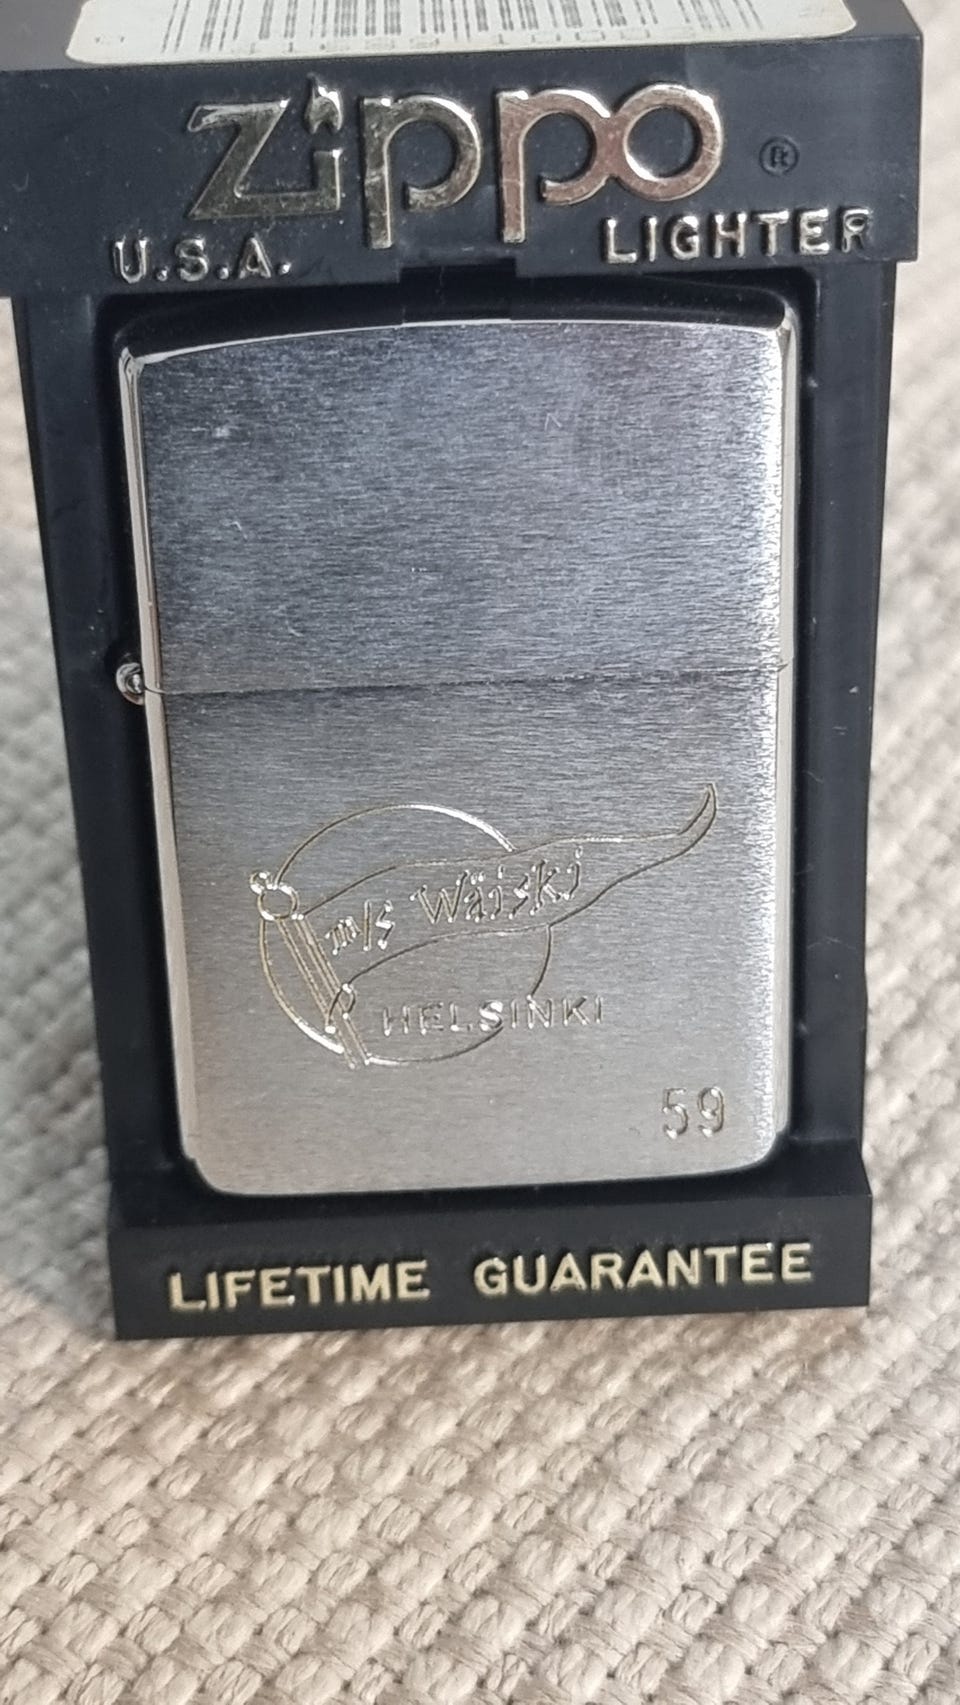 Zippo ®
U.S.A. LIGHTER
m/s Wäiski
HELSINKI
59
LIFETIME GUARANTEE